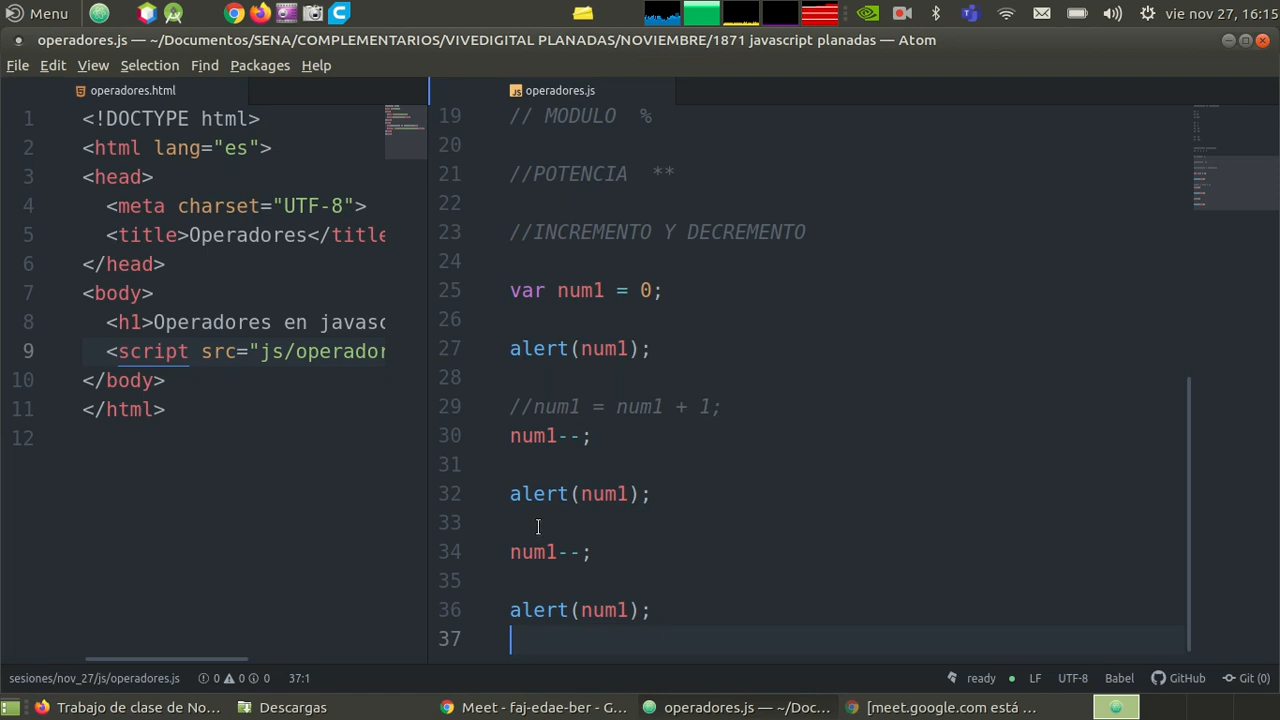 Menu
vie nov 27, 16:15
operadores.js — ~/Documentos/SENA/COMPLEMENTARIOS/VIVEDIGITAL PLANADAS/NOVIEMBRE/1871 javascript planadas — Atom
File Edit View Selection Find Packages Help
operadores.html
1 <!DOCTYPE html>
2 <html lang="es">
3 <head>
4 <meta charset="UTF-8">
5 <title>Operadores</title
6 </head>
7 <body>
8 <h1>Operadores en javasc
9 <script src="js/operador
10 </body>
11 </html>
12
operadores.js
19 // MODULO %
20
21 //POTENCIA **
22
23 //INCREMENTO Y DECREMENTO
24
25 var num1 = 0;
26
27 alert(num1);
28
29 //num1 = num1 + 1;
30 num1--;
31
32 alert(num1);
33
34 num1--;
35
36 alert(num1);
37
sesiones/nov_27/js/operadores.js 0 0 0 37:1 ready LF UTF-8 Babel GitHub Git (0)
Trabajo de clase de No... Descargas Meet - faj-edae-ber - G... operadores.js — ~/Doc... [meet.google.com está ...